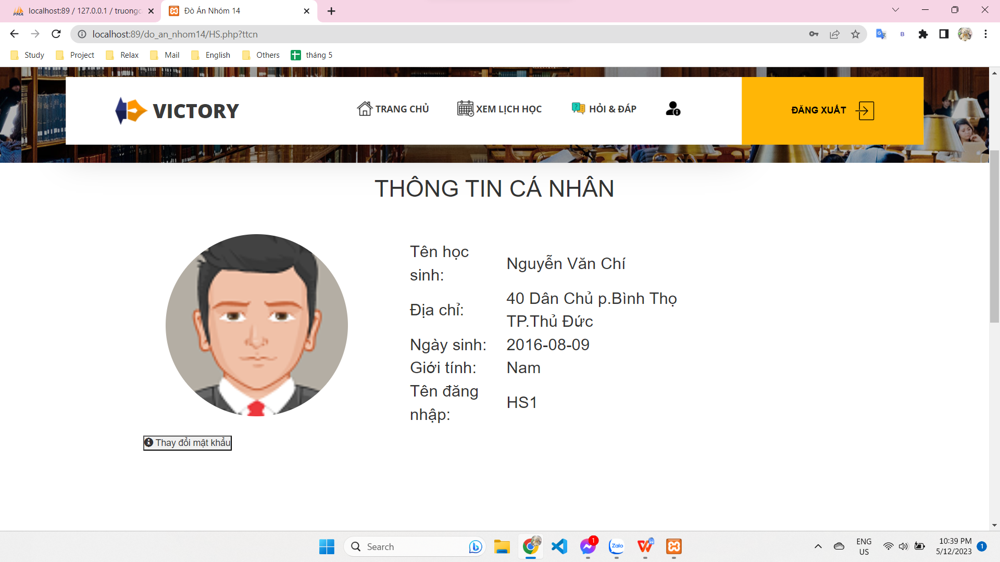 localhost:89 / 127.0.0.1 / truongc
Đồ Án Nhóm 14
localhost:89/do_an_nhom14/HS.php?ttcn
Study
Project
Relax
Mail
English
Others
tháng 5
VICTORY
TRANG CHỦ
XEM LỊCH HỌC
HỎI & ĐÁP
ĐĂNG XUẤT
THÔNG TIN CÁ NHÂN
Tên học
sinh:
Nguyễn Văn Chí
Địa chỉ:
40 Dân Chủ p.Bình Thọ
TP.Thủ Đức
Ngày sinh:
2016-08-09
Giới tính:
Nam
Tên đăng
nhập:
HS1
Thay đổi mật khẩu
Search
Zalo
1
ENG
US
10:39 PM
5/12/2023
1